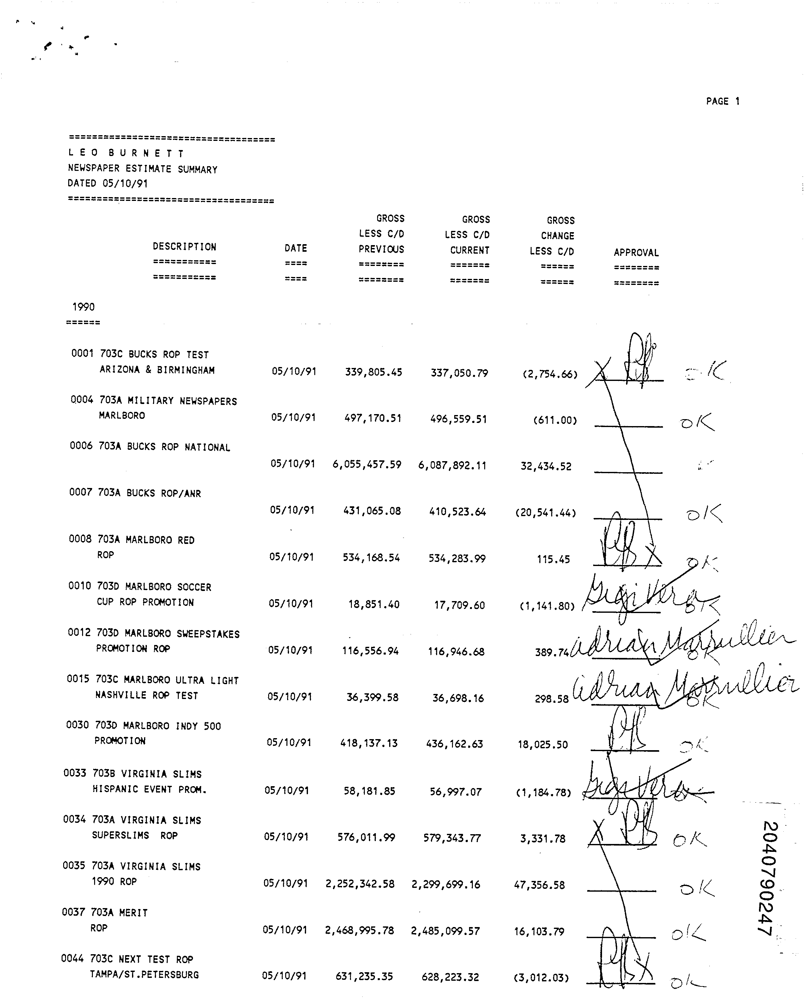 PAGE 1
==================================
L E O   B U R N E T T
NEWSPAPER ESTIMATE SUMMARY
DATED 05/10/91
==================================
GROSS GROSS GROSS
LESS C/D LESS C/D CHANGE
DESCRIPTION DATE PREVIOUS CURRENT LESS C/D APPROVAL
=========== ==== ======== ======= ====== ========
=========== ==== ======== ======= ====== ========
1990
======
0001 703C BUCKS ROP TEST
ARIZONA & BIRMINGHAM 05/10/91 339,805.45 337,050.79 (2,754.66) X OK
0004 703A MILITARY NEWSPAPERS
MARLBORO 05/10/91 497,170.51 496,559.51 (611.00) OK
0006 703A BUCKS ROP NATIONAL
05/10/91 6,055,457.59 6,087,892.11 32,434.52
0007 703A BUCKS ROP/ANR
05/10/91 431,065.08 410,523.64 (20,541.44) OK
0008 703A MARLBORO RED
ROP 05/10/91 534,168.54 534,283.99 115.45 X OK
0010 703D MARLBORO SOCCER
CUP ROP PROMOTION 05/10/91 18,851.40 17,709.60 (1,141.80) Gigi Vera OK
0012 703D MARLBORO SWEEPSTAKES
PROMOTION ROP 05/10/91 116,556.94 116,946.68 389.74 Adrian Marsullier OK
0015 703C MARLBORO ULTRA LIGHT
NASHVILLE ROP TEST 05/10/91 36,399.58 36,698.16 298.58 Adrian Marsullier OK
0030 703D MARLBORO INDY 500
PROMOTION 05/10/91 418,137.13 436,162.63 18,025.50 OK
0033 703B VIRGINIA SLIMS
HISPANIC EVENT PROM. 05/10/91 58,181.85 56,997.07 (1,184.78) Gigi Vera OK
0034 703A VIRGINIA SLIMS
SUPERSLIMS ROP 05/10/91 576,011.99 579,343.77 3,331.78 X OK
0035 703A VIRGINIA SLIMS
1990 ROP 05/10/91 2,252,342.58 2,299,699.16 47,356.58 OK
0037 703A MERIT
ROP 05/10/91 2,468,995.78 2,485,099.57 16,103.79 OK
0044 703C NEXT TEST ROP
TAMPA/ST.PETERSBURG 05/10/91 631,235.35 628,223.32 (3,012.03) X OK
2040790247